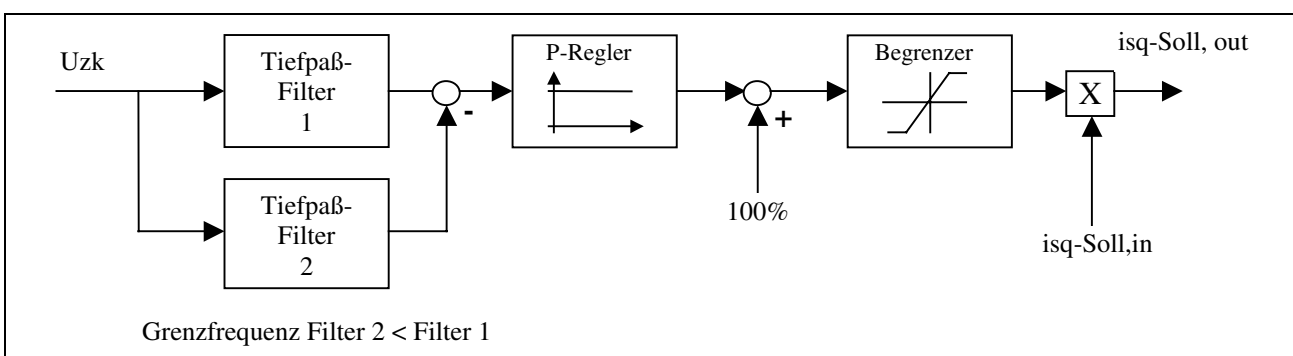 Uzk
Tiefpaß-
Filter
1
-
P-Regler
+
100%
Begrenzer
X
isq-Soll, out
isq-Soll,in
Tiefpaß-
Filter
2
Grenzfrequenz Filter 2 < Filter 1